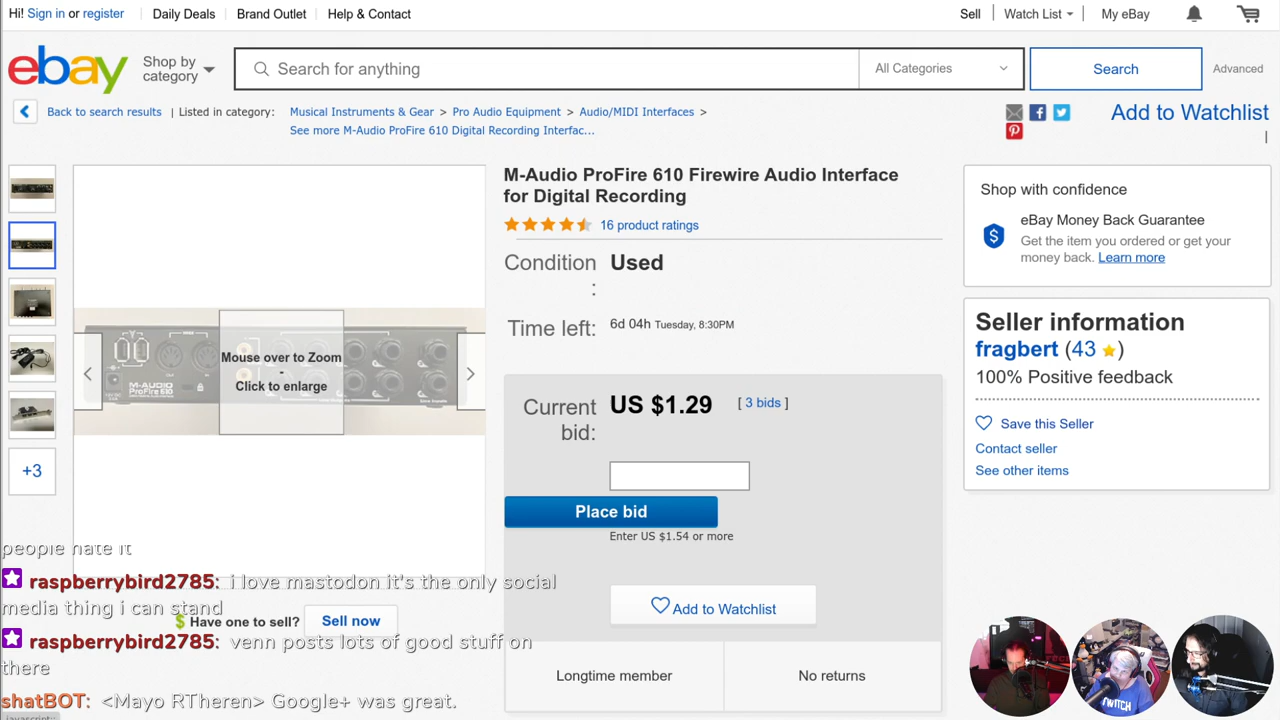 Hi! Sign in or register
Daily Deals
Brand Outlet
Help & Contact
Sell
Watch List
My eBay
ebay
Shop by category
Search for anything
All Categories
Search
Advanced
Back to search results
| Listed in category:
Musical Instruments & Gear > Pro Audio Equipment > Audio/MIDI Interfaces >
See more M-Audio ProFire 610 Digital Recording Interfac...
Add to Watchlist
|
M-Audio ProFire 610 Firewire Audio Interface
for Digital Recording
16 product ratings
Condition
:
Used
Time left:
6d 04h Tuesday, 8:30PM
Current
bid:
US $1.29
[ 3 bids ]
Place bid
Enter US $1.54 or more
Add to Watchlist
Longtime member
No returns
Shop with confidence
eBay Money Back Guarantee
Get the item you ordered or get your
money back. Learn more
Seller information
fragbert (43 )
100% Positive feedback
Save this Seller
Contact seller
See other items
+3
Mouse over to Zoom
-
Click to enlarge
M-AUDIO
ProFire 610
Have one to sell?
Sell now
people hate it
raspberrybird2785: i love mastodon it's the only social
media thing i can stand
raspberrybird2785: venn posts lots of good stuff on
there
shatBOT: <Mayo RTheren> Google+ was great.
TWITCH